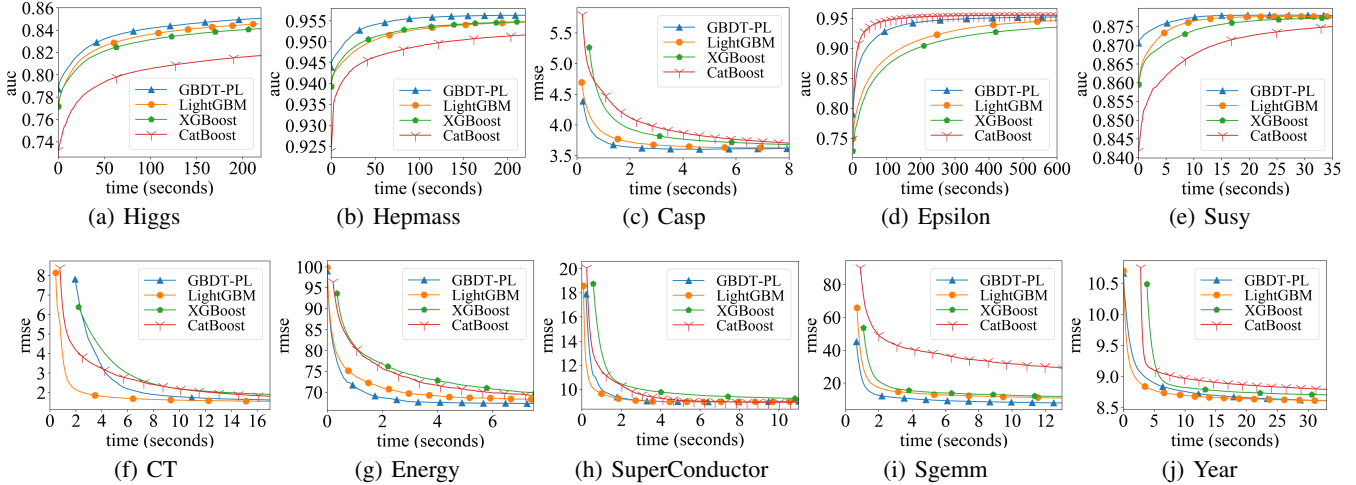 0.86
0.84
0.82
0.80
0.78
0.76
0.74
auc
GBDT-PL
LightGBM
XGBoost
CatBoost
0 50 100 150 200
time (seconds)
(a) Higgs
0.955
0.950
0.945
0.940
0.935
0.930
0.925
auc
GBDT-PL
LightGBM
XGBoost
CatBoost
0 50 100 150 200
time (seconds)
(b) Hepmass
5.5
5.0
4.5
4.0
3.5
rmse
GBDT-PL
LightGBM
XGBoost
CatBoost
0 2 4 6 8
time (seconds)
(c) Casp
0.95
0.90
0.85
0.80
0.75
auc
GBDT-PL
LightGBM
XGBoost
CatBoost
0 100 200 300 400 500 600
time (seconds)
(d) Epsilon
0.875
0.870
0.865
0.860
0.855
0.850
0.845
0.840
auc
GBDT-PL
LightGBM
XGBoost
CatBoost
0 5 10 15 20 25 30 35
time (seconds)
(e) Susy
8
7
6
5
4
3
2
rmse
GBDT-PL
LightGBM
XGBoost
CatBoost
0 2 4 6 8 10 12 14 16
time (seconds)
(f) CT
100
95
90
85
80
75
70
rmse
GBDT-PL
LightGBM
XGBoost
CatBoost
0 2 4 6
time (seconds)
(g) Energy
20
18
16
14
12
10
rmse
GBDT-PL
LightGBM
XGBoost
CatBoost
0 2 4 6 8 10
time (seconds)
(h) SuperConductor
80
60
40
20
rmse
GBDT-PL
LightGBM
XGBoost
CatBoost
0 2 4 6 8 10 12
time (seconds)
(i) Sgemm
10.5
10.0
9.5
9.0
8.5
rmse
GBDT-PL
LightGBM
XGBoost
CatBoost
0 5 10 15 20 25 30
time (seconds)
(j) Year